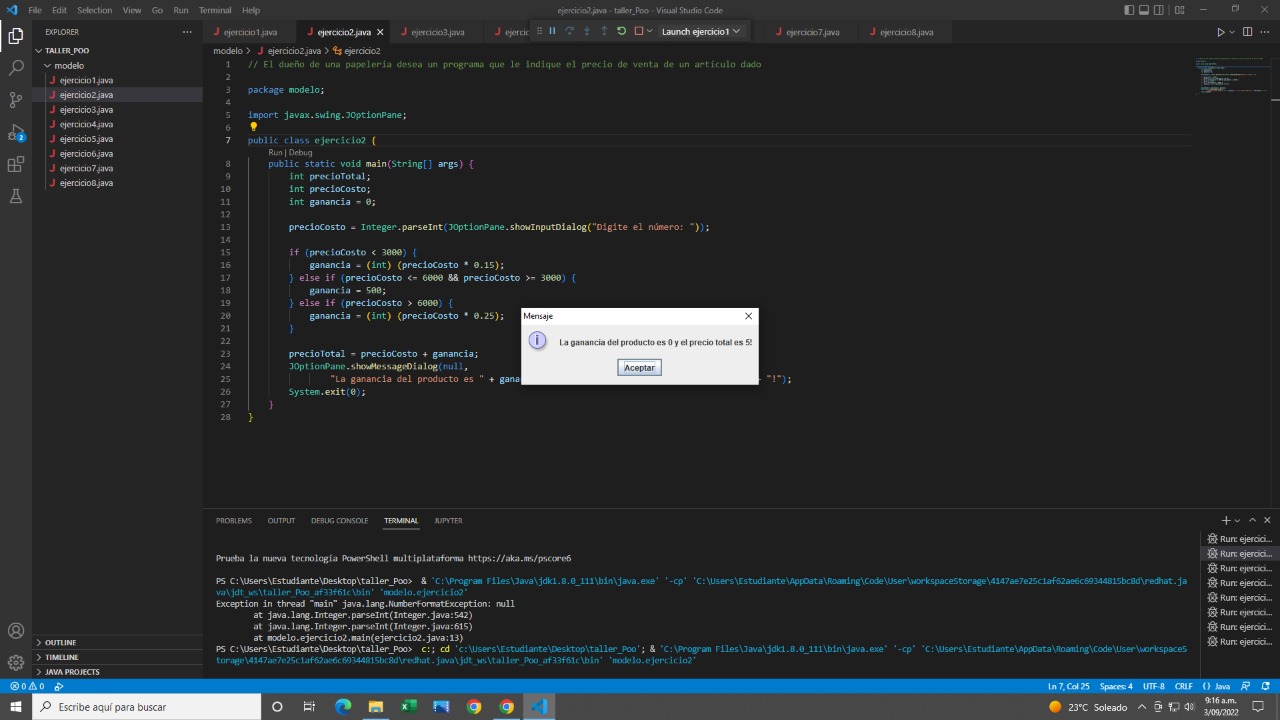 File Edit Selection View Go Run Terminal Help
ejercicio2.java - taller_Poo - Visual Studio Code
EXPLORER
TALLER_POO
modelo
ejercicio1.java
ejercicio2.java
ejercicio3.java
ejercicio4.java
ejercicio5.java
ejercicio6.java
ejercicio7.java
ejercicio8.java
OUTLINE
TIMELINE
JAVA PROJECTS
2
J ejercicio1.java J ejercicio2.java J ejercicio3.java J Launch ejercicio1 ejercicio7.java J ejercicio8.java
modelo > J ejercicio2.java > ejercicio2
1 // El dueño de una papelería desea un programa que le indique el precio de venta de un artículo dado
2
3 package modelo;
4
5 import javax.swing.JOptionPane;
6
7 public class ejercicio2 {
Run | Debug
8 public static void main(String[] args) {
9 int precioTotal;
10 int precioCosto;
11 int ganancia = 0;
12
13 precioCosto = Integer.parseInt(JOptionPane.showInputDialog("Digite el número: "));
14
15 if (precioCosto < 3000) {
16 ganancia = (int) (precioCosto * 0.15);
17 } else if (precioCosto <= 6000 && precioCosto >= 3000) {
18 ganancia = 500;
19 } else if (precioCosto > 6000) {
20 ganancia = (int) (precioCosto * 0.25);
21 }
22
23 precioTotal = precioCosto + ganancia;
24 JOptionPane.showMessageDialog(null,
25 "La ganancia del producto es " + gana "!");
26 System.exit(0);
27 }
28 }
Mensaje
La ganancia del producto es 0 y el precio total es 5!
Aceptar
PROBLEMS OUTPUT DEBUG CONSOLE TERMINAL JUPYTER
Prueba la nueva tecnología PowerShell multiplataforma https://aka.ms/pscore6
PS C:\Users\Estudiante\Desktop\taller_Poo> & 'C:\Program Files\Java\jdk1.8.0_111\bin\java.exe' '-cp' 'C:\Users\Estudiante\AppData\Roaming\Code\User\workspaceStorage\4147ae7e25c1af62ae6c69344815bc8d\redhat.ja
va\jdt_ws\taller_Poo_af33f61c\bin' 'modelo.ejercicio2'
Exception in thread "main" java.lang.NumberFormatException: null
at java.lang.Integer.parseInt(Integer.java:542)
at java.lang.Integer.parseInt(Integer.java:615)
at modelo.ejercicio2.main(ejercicio2.java:13)
PS C:\Users\Estudiante\Desktop\taller_Poo> c:; cd 'c:\Users\Estudiante\Desktop\taller_Poo'; & 'C:\Program Files\Java\jdk1.8.0_111\bin\java.exe' '-cp' 'C:\Users\Estudiante\AppData\Roaming\Code\User\workspaceS
torage\4147ae7e25c1af62ae6c69344815bc8d\redhat.java\jdt_ws\taller_Poo_af33f61c\bin' 'modelo.ejercicio2'
Run: ejercici...
Run: ejercici...
Run: ejercici...
Run: ejercici...
Run: ejercici...
Run: ejercici...
Run: ejercici...
Run: ejercici...
0 0 Ln 7, Col 25 Spaces: 4 UTF-8 CRLF {} Java
Escribe aquí para buscar
23°C Soleado
9:16 a.m.
3/09/2022